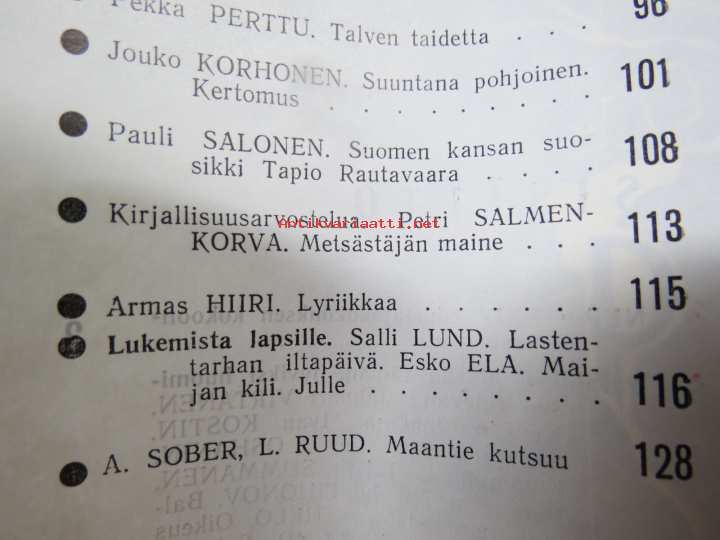 Pekka PERTTU. Talven taidetta . . . 96
Jouko KORHONEN. Suuntana pohjoinen.
Kertomus . . . . . . . . . 101
Pauli SALONEN. Suomen kansan suo-
sikki Tapio Rautavaara . . . . 108
Kirjallisuusarvostelua. Petri SALMEN-
Antikvariaatti.net
KORVA. Metsästäjän maine . . . 113
Armas HIIRI. Lyriikkaa . . . . . . 115
Lukemista lapsille. Salli LUND. Lasten-
tarhan iltapäivä. Esko ELA. Mai-
jan kili. Julle . . . . . . . . 116
A. SOBER, L. RUUD. Maantie kutsuu 128